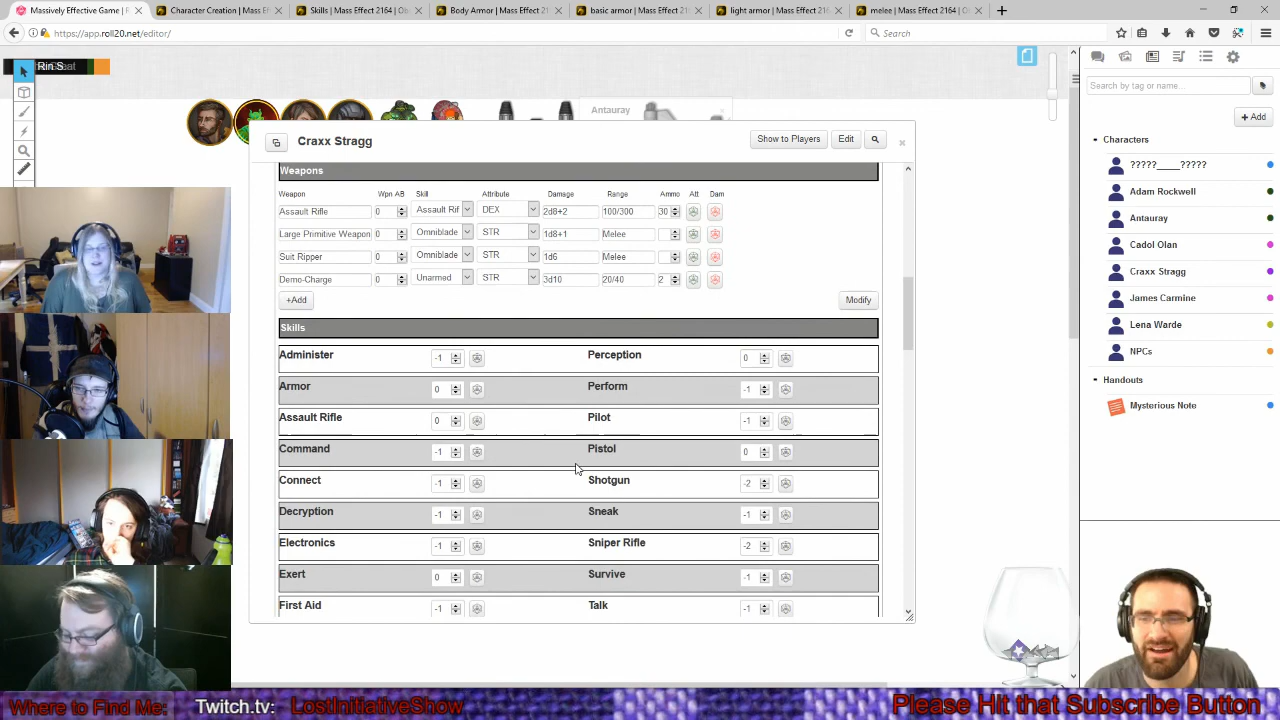 Massively Effective Game | R
Character Creation | Mass Ef
Skills | Mass Effect 2164 | Ob
Body Armor | Mass Effect 21
basic armor | Mass Effect 21
light armor | Mass Effect 21
melee | Mass Effect 2164 | O
https://app.roll20.net/editor/
Search
Rin S.
Antauray
Craxx Stragg
Show to Players
Edit
Weapons
Weapon Wpn AB Skill Attribute Damage Range Ammo Att Dam
Assault Rifle 0 Assault Rif DEX 2d8+2 100/300 30
Large Primitive Weapon 0 Omniblade STR 1d8+1 Melee
Suit Ripper 0 Omniblade STR 1d6 Melee
Demo-Charge 0 Unarmed STR 3d10 20/40 2
+Add
Modify
Skills
Administer -1 Perception 0
Armor 0 Perform -1
Assault Rifle 0 Pilot -1
Command -1 Pistol 0
Connect -1 Shotgun -2
Decryption -1 Sneak -1
Electronics -1 Sniper Rifle -2
Exert 0 Survive -1
First Aid -1 Talk -1
Search by tag or name...
+ Add
Characters
?????____?????
Adam Rockwell
Antauray
Cadol Olan
Craxx Stragg
James Carmine
Lena Warde
NPCs
Handouts
Mysterious Note
Where to Find Me: Twitch.tv: LostInitiativeShow Please Hit that Subscribe Button